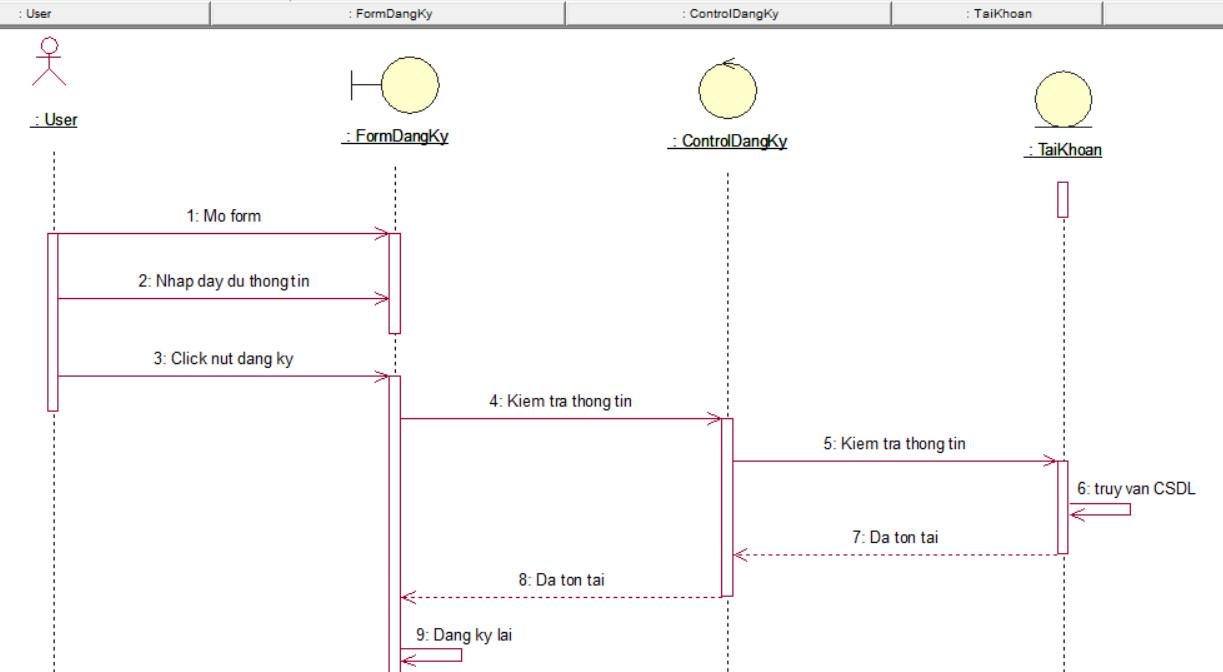 : User
: FormDangKy
: ControlDangKy
: TaiKhoan
: User
: FormDangKy
: ControlDangKy
: TaiKhoan
1: Mo form
2: Nhap day du thong tin
3: Click nut dang ky
4: Kiem tra thong tin
5: Kiem tra thong tin
6: truy van CSDL
7: Da ton tai
8: Da ton tai
9: Dang ky lai